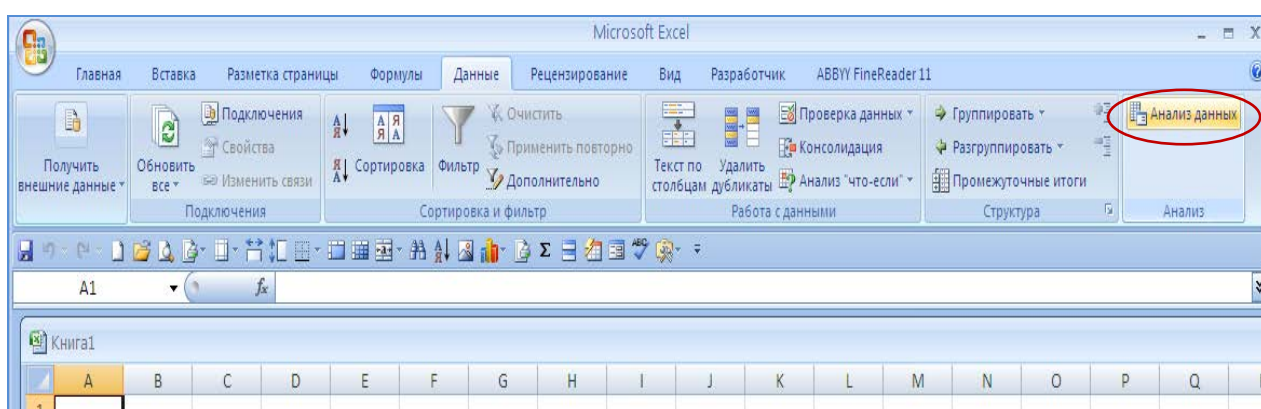 Microsoft Excel
Главная Вставка Разметка страницы Формулы Данные Рецензирование Вид Разработчик ABBYY FineReader 11
Получить внешние данные
Обновить все
Подключения
Свойства
Изменить связи
Подключения
Сортировка
Фильтр
Очистить
Применить повторно
Дополнительно
Сортировка и фильтр
Текст по столбцам
Удалить дубликаты
Проверка данных
Консолидация
Анализ "что-если"
Работа с данными
Группировать
Разгруппировать
Промежуточные итоги
Структура
Анализ данных
Анализ
A1 fx
Книга1
A B C D E F G H I J K L M N O P Q
1